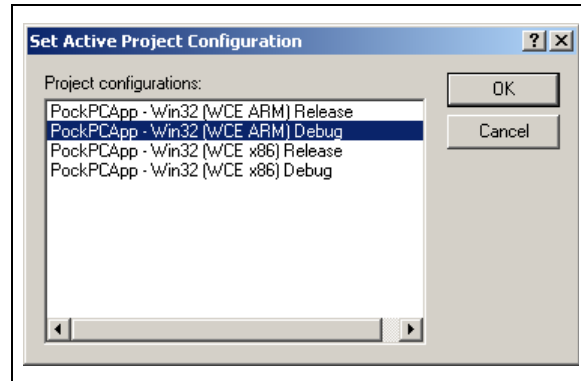 Set Active Project Configuration
Project configurations:
PockPCApp - Win32 (WCE ARM) Release
PockPCApp - Win32 (WCE ARM) Debug
PockPCApp - Win32 (WCE x86) Release
PockPCApp - Win32 (WCE x86) Debug
OK
Cancel